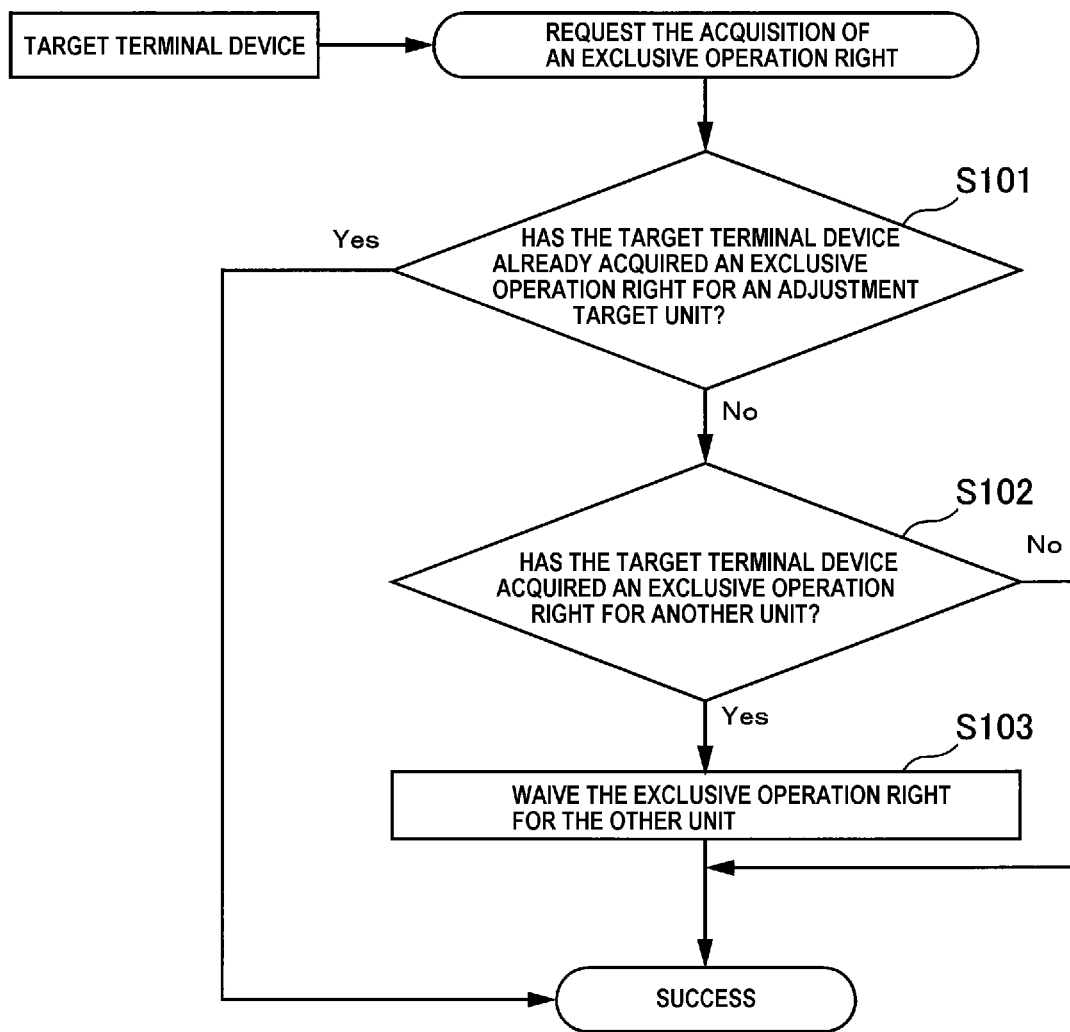 TARGET TERMINAL DEVICE
REQUEST THE ACQUISITION OF
AN EXCLUSIVE OPERATION RIGHT
S101
Yes
HAS THE TARGET TERMINAL DEVICE
ALREADY ACQUIRED AN EXCLUSIVE
OPERATION RIGHT FOR AN ADJUSTMENT
TARGET UNIT?
No
S102
No
HAS THE TARGET TERMINAL DEVICE
ACQUIRED AN EXCLUSIVE OPERATION
RIGHT FOR ANOTHER UNIT?
Yes
S103
WAIVE THE EXCLUSIVE OPERATION RIGHT
FOR THE OTHER UNIT
SUCCESS